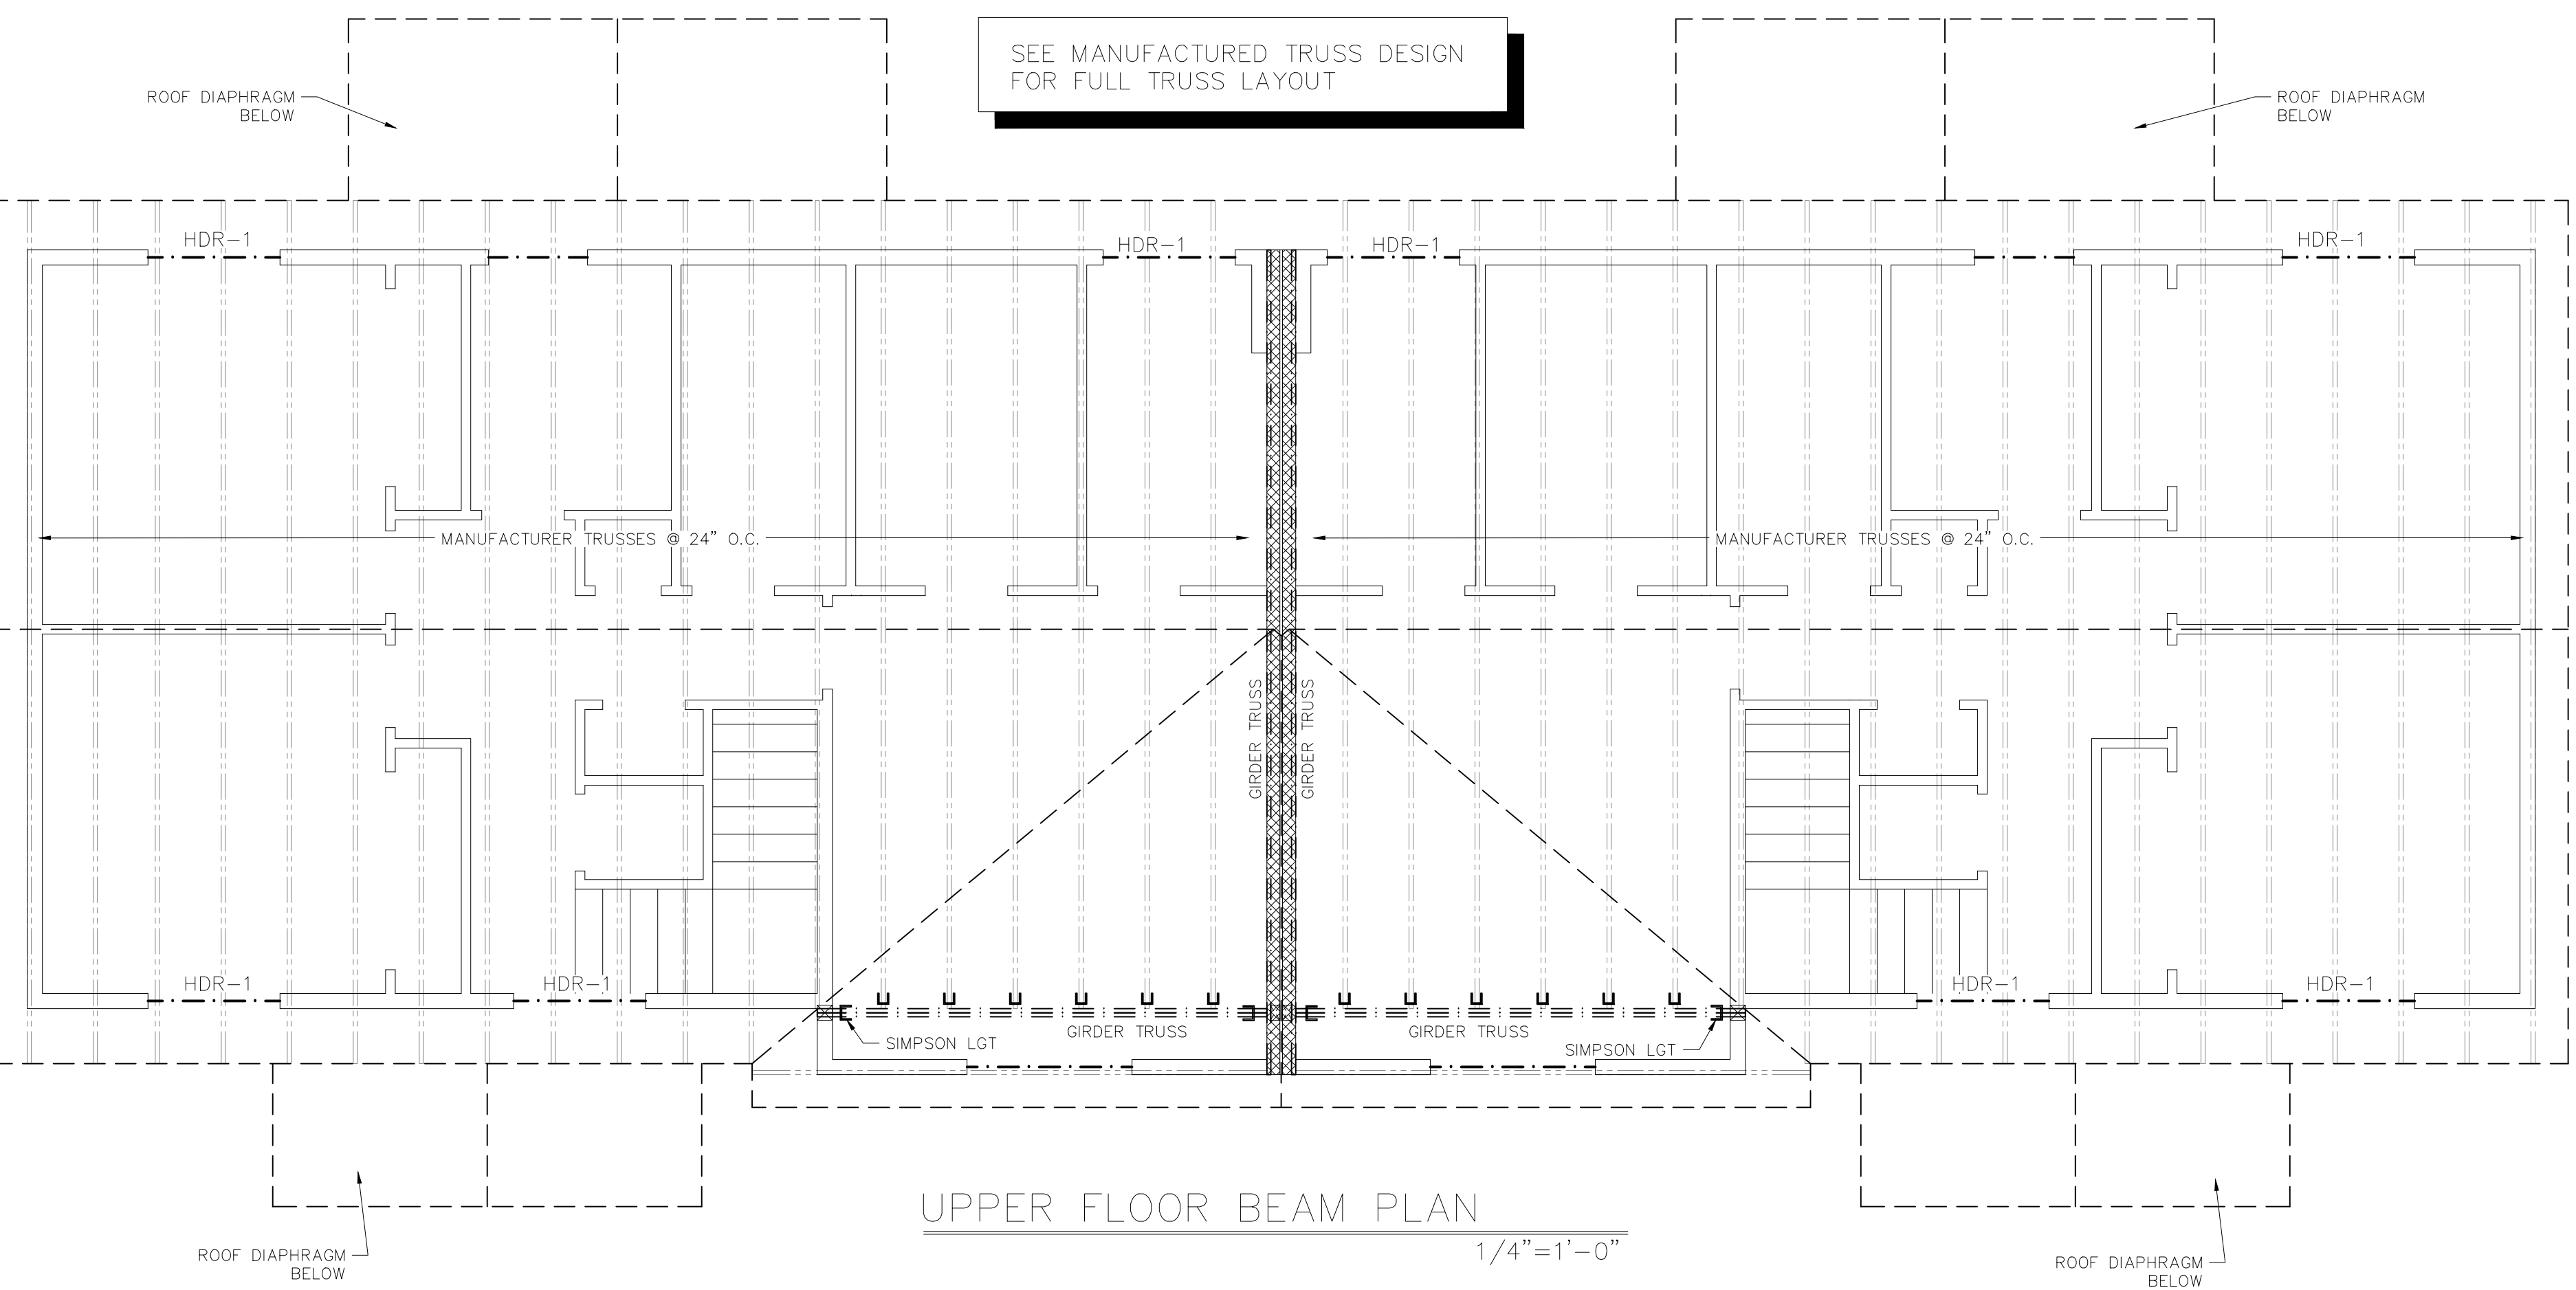 SEE MANUFACTURED TRUSS DESIGN
FOR FULL TRUSS LAYOUT
ROOF DIAPHRAGM
BELOW
ROOF DIAPHRAGM
BELOW
HDR-1
HDR-1
HDR-1
HDR-1
MANUFACTURER TRUSSES @ 24" O.C.
MANUFACTURER TRUSSES @ 24" O.C.
GIRDER TRUSS
GIRDER TRUSS
HDR-1
HDR-1
HDR-1
HDR-1
GIRDER TRUSS
GIRDER TRUSS
SIMPSON LGT
SIMPSON LGT
UPPER FLOOR BEAM PLAN
1/4"=1'-0"
ROOF DIAPHRAGM
BELOW
ROOF DIAPHRAGM
BELOW